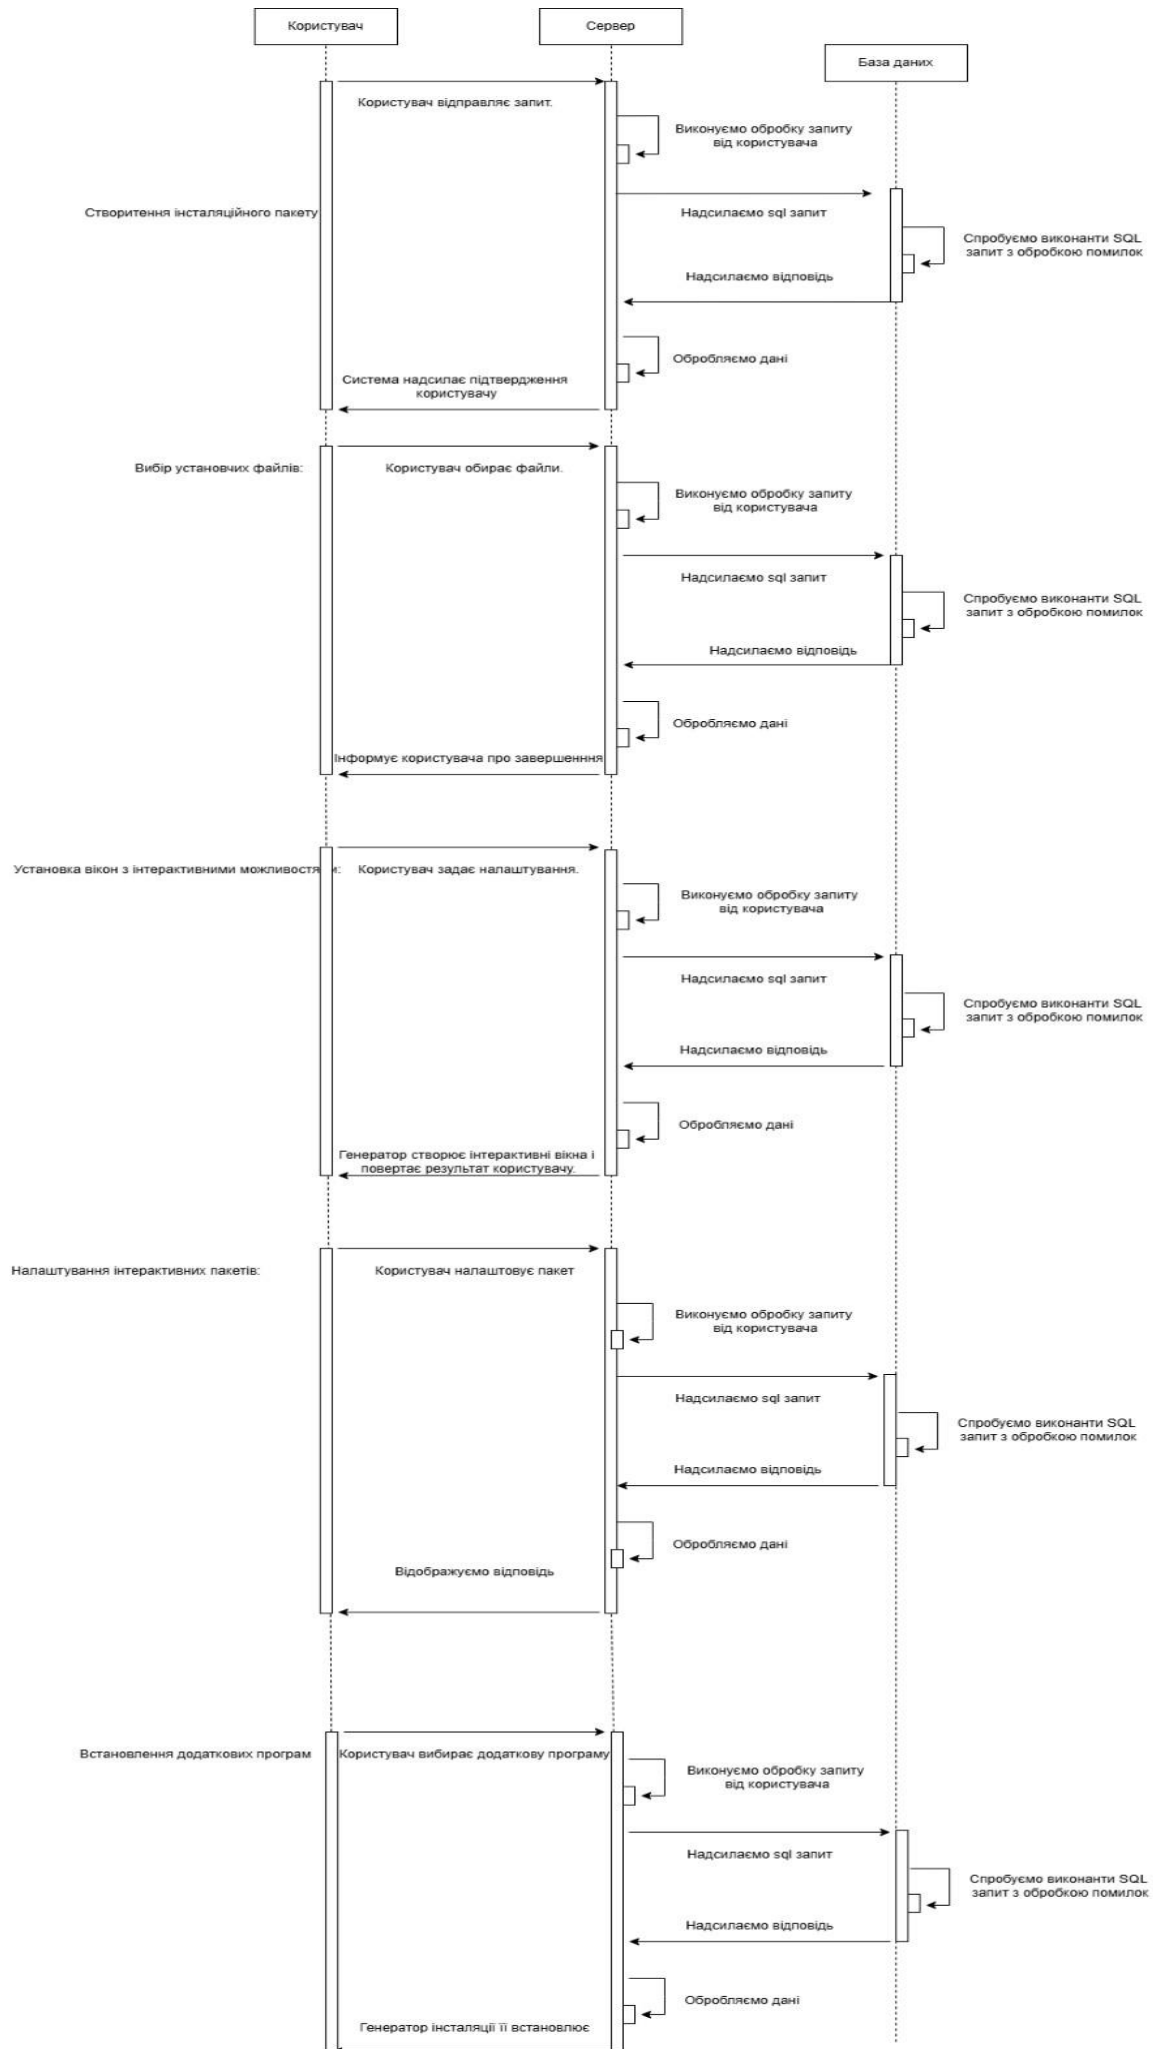 Користувач
Сервер
База даних
Користувач відправляє запит.
Виконуємо обробку запиту
від користувача
Створитення інсталяційного пакету
Надсилаємо sql запит
Спробуємо виконанти SQL
запит з обробкою помилок
Надсилаємо відповідь
Обробляємо дані
Система надсилає підтвердження
користувачу
Вибір установчих файлів:
Користувач обирає файли.
Виконуємо обробку запиту
від користувача
Надсилаємо sql запит
Спробуємо виконанти SQL
запит з обробкою помилок
Надсилаємо відповідь
Обробляємо дані
Інформує користувача про завершенння
Установка вікон з інтерактивними можливостями:
Користувач задає налаштування.
Виконуємо обробку запиту
від користувача
Надсилаємо sql запит
Спробуємо виконанти SQL
запит з обробкою помилок
Надсилаємо відповідь
Обробляємо дані
Генератор створює інтерактивні вікна і
повертає результат користувачу.
Налаштування інтерактивних пакетів:
Користувач налаштовує пакет
Виконуємо обробку запиту
від користувача
Надсилаємо sql запит
Спробуємо виконанти SQL
запит з обробкою помилок
Надсилаємо відповідь
Обробляємо дані
Відображуємо відповідь
Встановлення додаткових програм
Користувач вибирає додаткову програму
Виконуємо обробку запиту
від користувача
Надсилаємо sql запит
Спробуємо виконанти SQL
запит з обробкою помилок
Надсилаємо відповідь
Обробляємо дані
Генератор інсталяції її встановлює